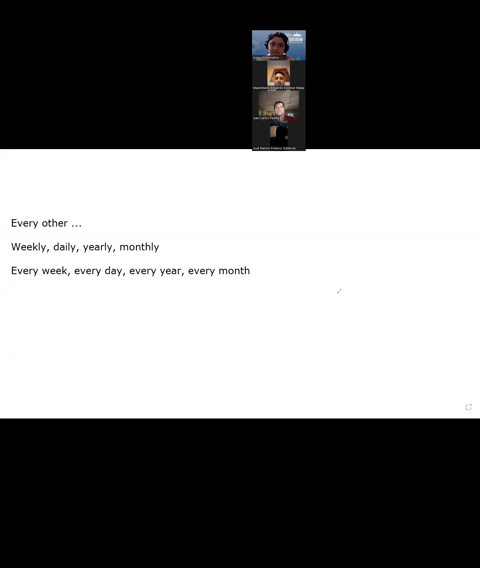 Every other ...
Weekly, daily, yearly, monthly
Every week, every day, every year, every month